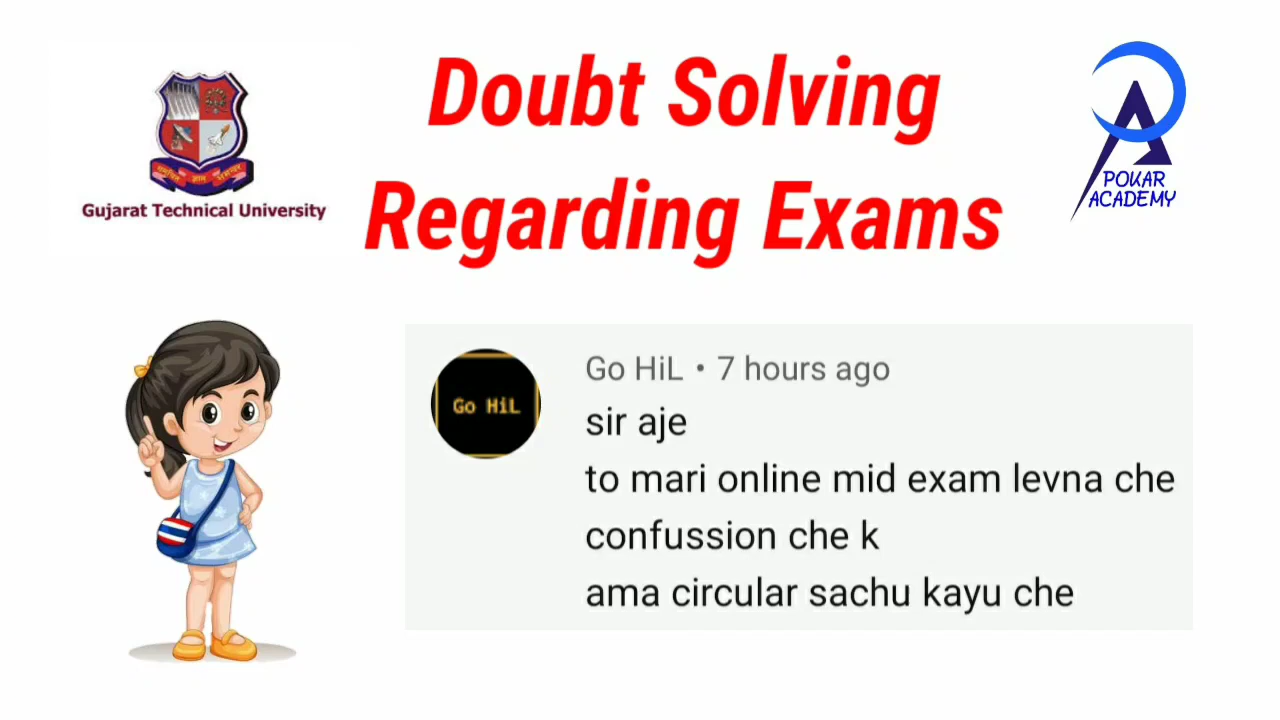 Doubt Solving
Regarding Exams
Gujarat Technical University
POKAR
ACADEMY
Go HiL • 7 hours ago
Go HiL
sir aje
to mari online mid exam levna che
confussion che k
ama circular sachu kayu che